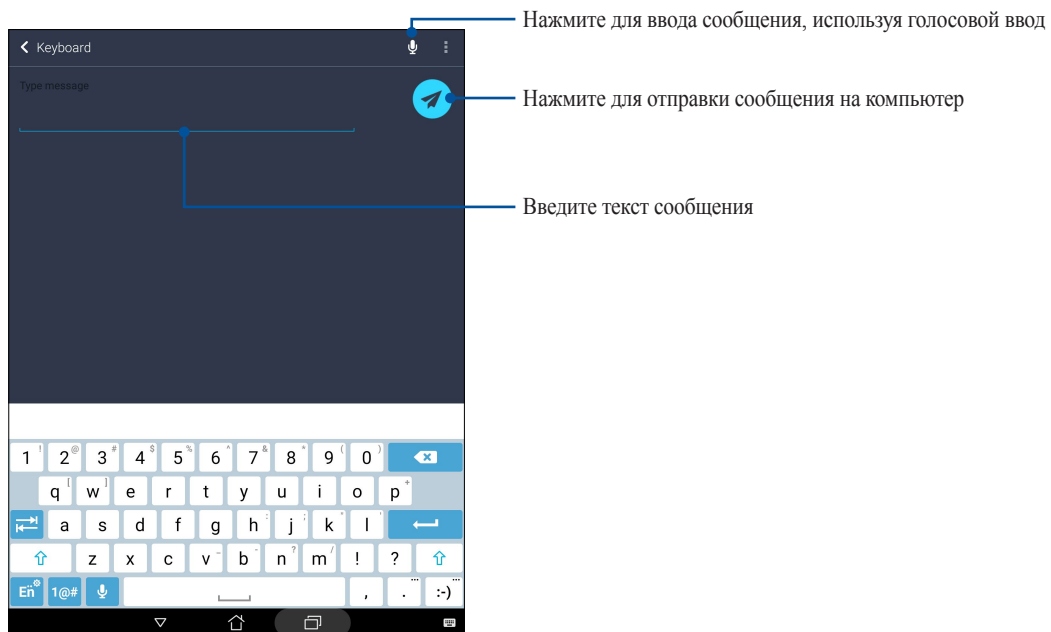 Нажмите для ввода сообщения, используя голосовой ввод
Keyboard
Type message
Нажмите для отправки сообщения на компьютер
Введите текст сообщения
1 ! 2 @ 3 # 4 $ 5 % 6 ^ 7 & 8 * 9 ( 0 )
q [ w ] e r t y u i o p +
a s d f g h : j ; k " l '
z x c v _ b - n ? m / ! ?
En 1@# , . ... :-) ...